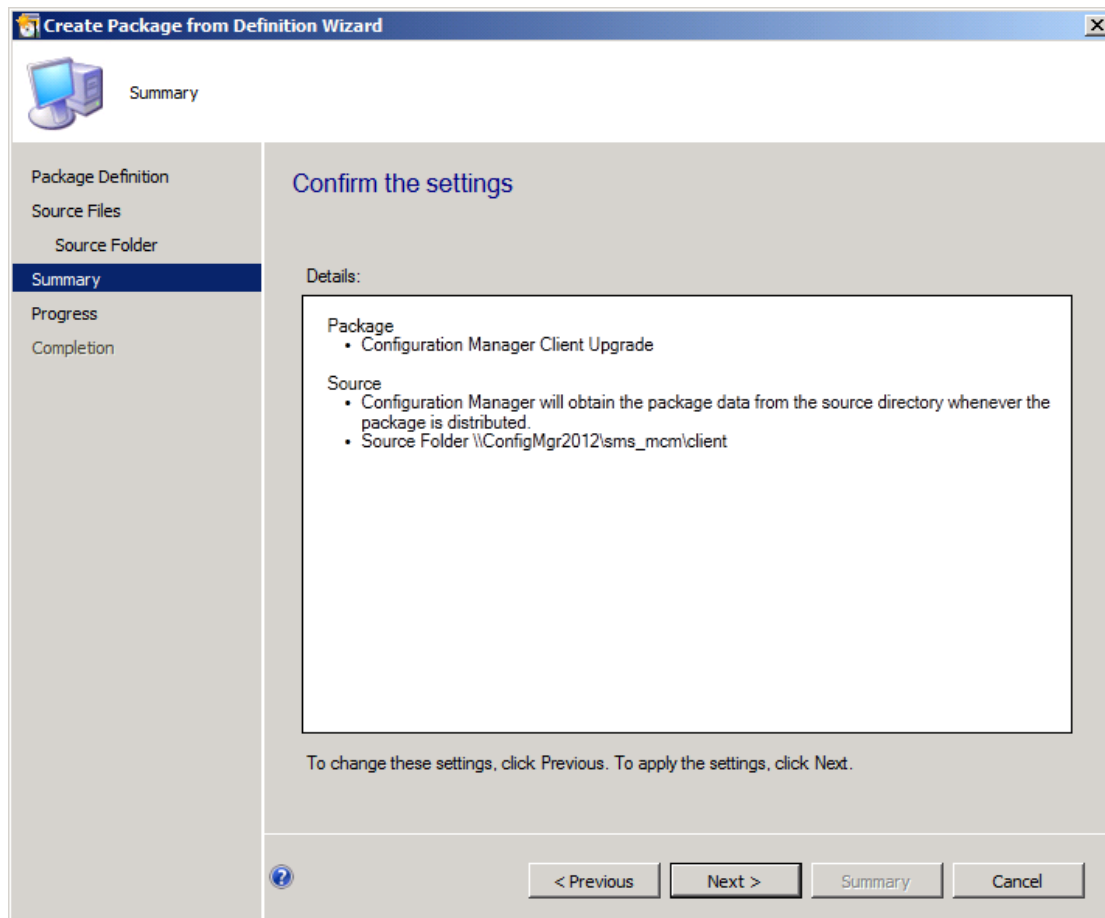 Create Package from Definition Wizard
Summary
Package Definition
Source Files
Source Folder
Summary
Progress
Completion
Confirm the settings
Details:
Package
• Configuration Manager Client Upgrade
Source
• Configuration Manager will obtain the package data from the source directory whenever the
package is distributed.
• Source Folder \\ConfigMgr2012\sms_mcm\client
To change these settings, click Previous. To apply the settings, click Next.
< Previous
Next >
Summary
Cancel